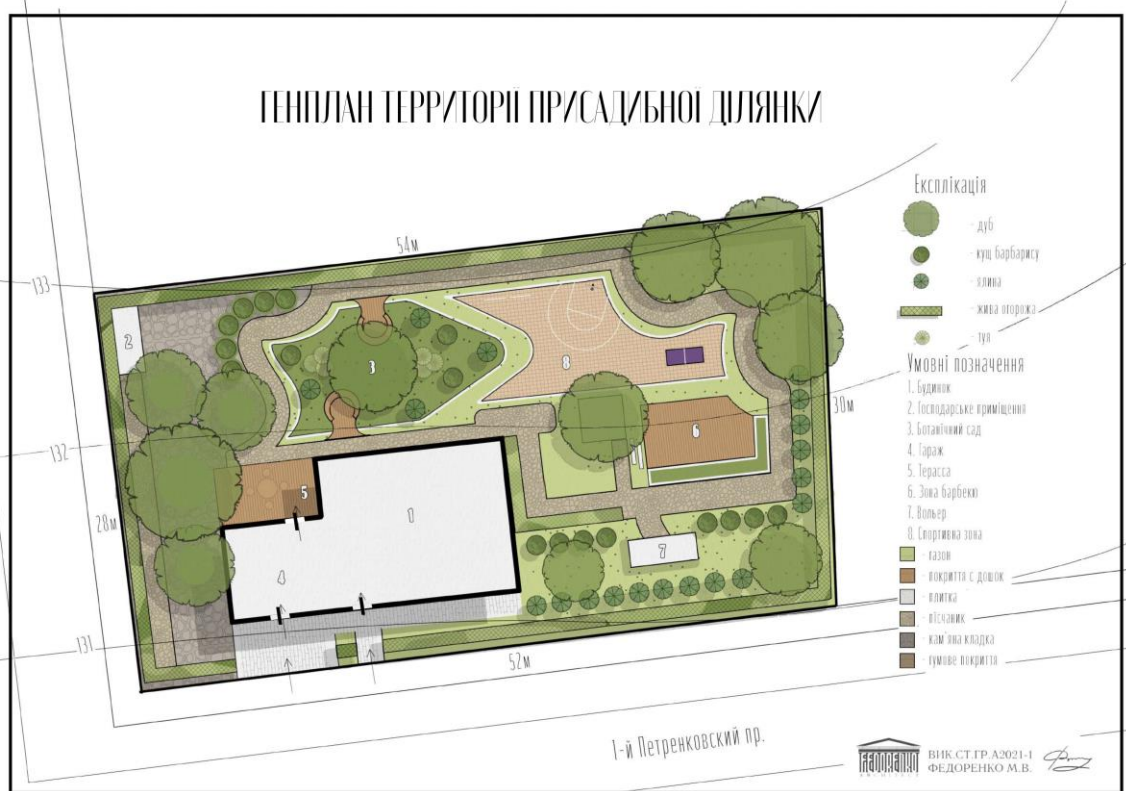 ГЕНПЛАН ТЕРРИТОРІЇ ПРИСАДИБНОЇ ДІЛЯНКИ
54м
133
132
131
28м
30м
52м
2
3
8
6
5
1
4
7
1-й Петренковский пр.
Експлікація
- дуб
- кущ барбарису
- ялина
- жива огорожа
- туя
Умовні позначення
1. Будинок
2. Господарське приміщення
3. Ботанічний сад
4. Гараж
5. Терасса
6. Зона барбекю
7. Вольєр
8. Спортивна зона
- газон
- покриття с дошок
- плитка
- пісчаник
- кам'яна кладка
- гумове покриття
FEDORENKO
ARCHITECT
ВИК.СТ.ГР.А2021-1
ФЕДОРЕНКО М.В.